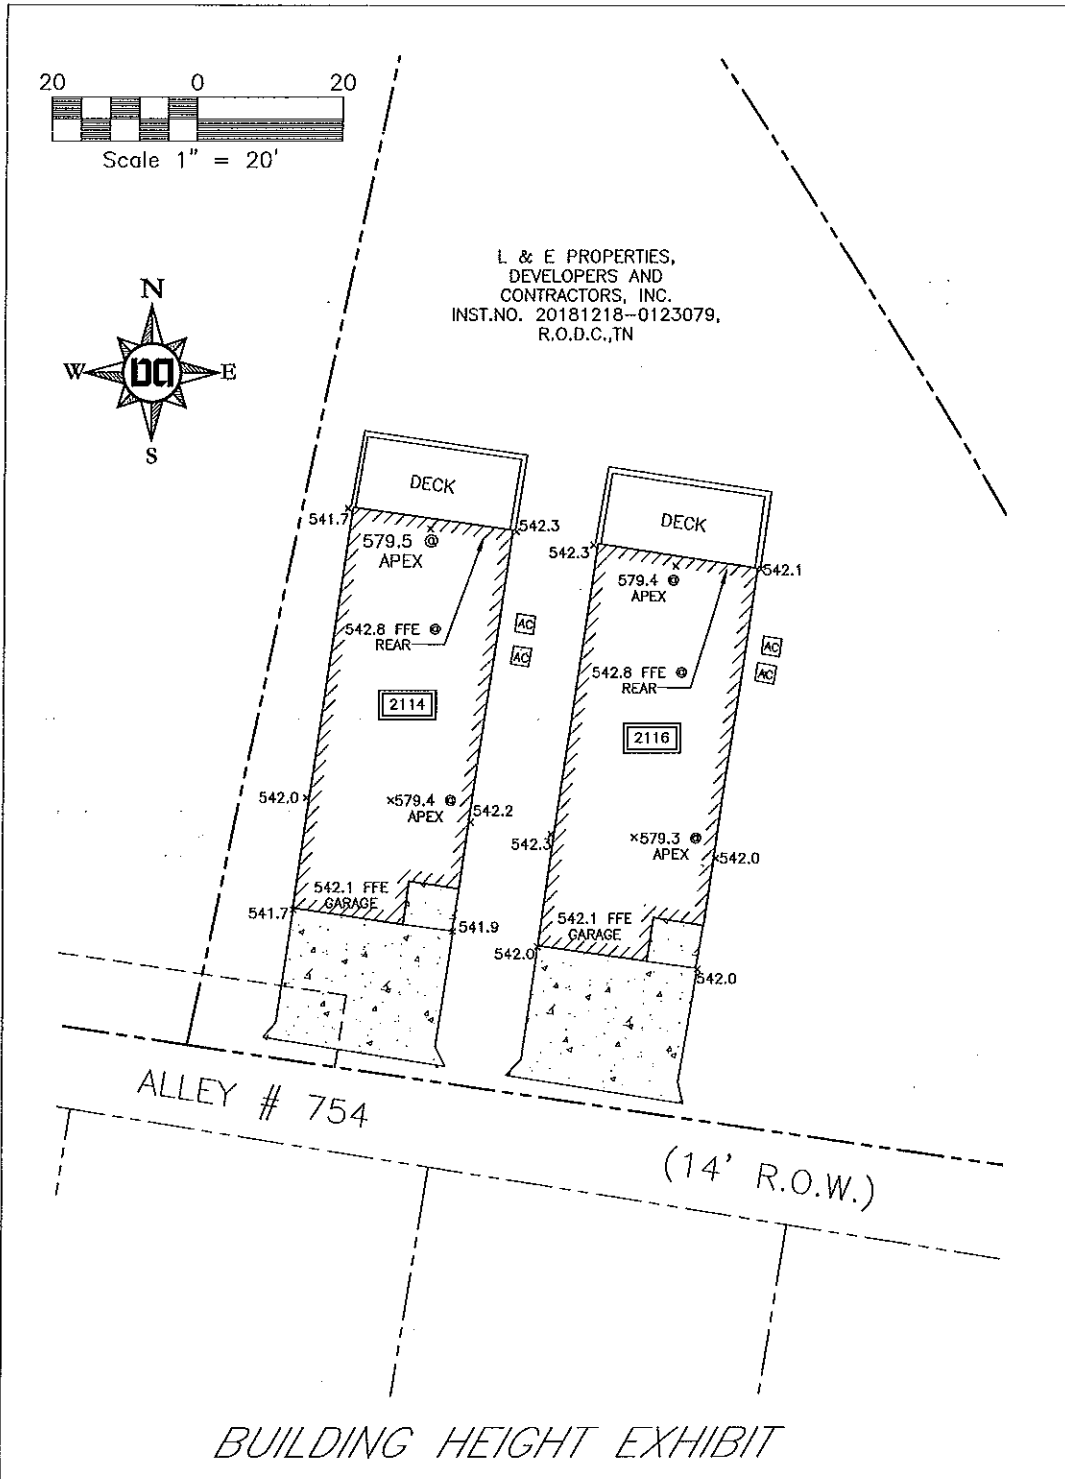 20 0 20
Scale 1" = 20'
L & E PROPERTIES,
DEVELOPERS AND
CONTRACTORS, INC.
INST.NO. 20181218-0123079,
R.O.D.C.,TN
N
W ba E
S
DECK
541.7
542.3
579.5 @
APEX
542.8 FFE @
REAR
AC
AC
2114
542.0
579.4 @
APEX
542.2
542.1 FFE
GARAGE
541.7
541.9
DECK
542.3
542.1
579.4 @
APEX
542.8 FFE @
REAR
AC
AC
2116
542.3
579.3 @
APEX
542.0
542.1 FFE
GARAGE
542.0
542.0
ALLEY # 754
(14' R.O.W.)
BUILDING HEIGHT EXHIBIT